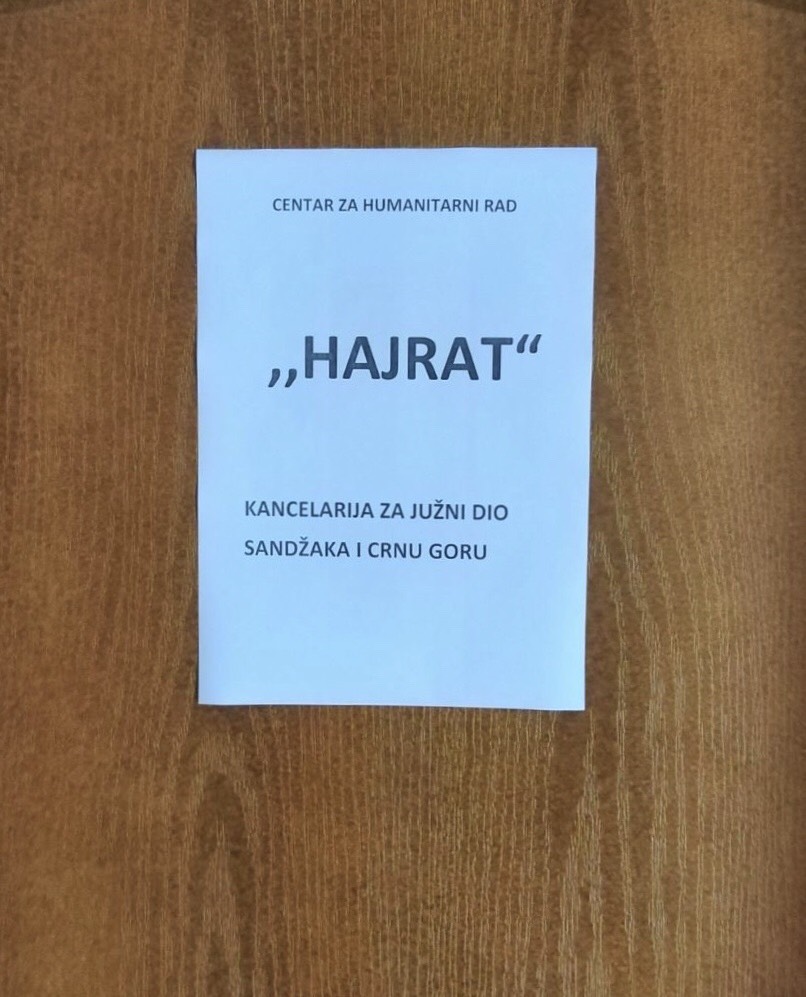 CENTAR ZA HUMANITARNI RAD
,,HAJRAT“
KANCELARIJA ZA JUŽNI DIO
SANDŽAKA I CRNU GORU